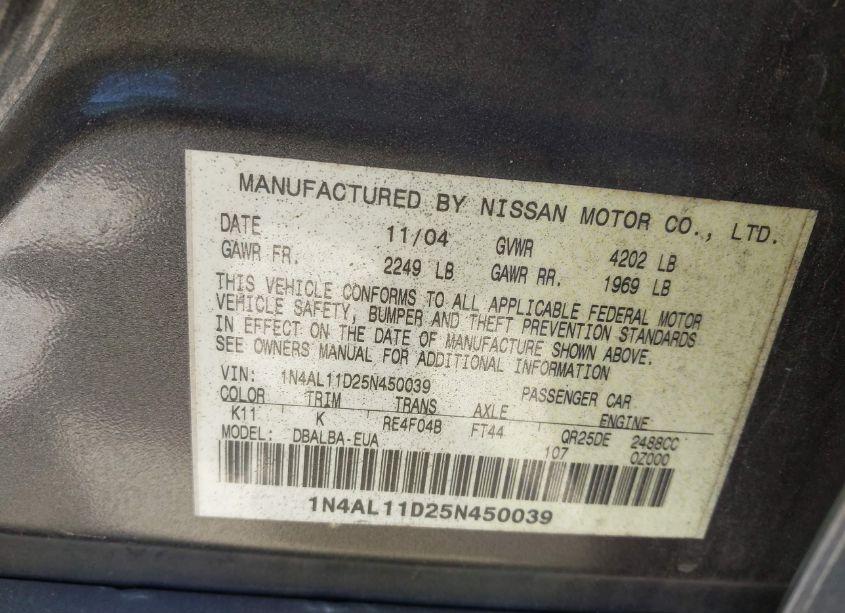 MANUFACTURED BY NISSAN MOTOR CO., LTD.
DATE 11/04 GVWR 4202 LB
GAWR FR. 2249 LB GAWR RR. 1969 LB
THIS VEHICLE CONFORMS TO ALL APPLICABLE FEDERAL MOTOR
VEHICLE SAFETY, BUMPER AND THEFT PREVENTION STANDARDS
IN EFFECT ON THE DATE OF MANUFACTURE SHOWN ABOVE.
SEE OWNERS MANUAL FOR ADDITIONAL INFORMATION
VIN: 1N4AL11D25N450039 PASSENGER CAR
COLOR TRIM TRANS AXLE ENGINE
K11 K RE4F04B FT44 QR25DE 2488CC
MODEL: DBALBA-EUA 107 0Z000
1N4AL11D25N450039